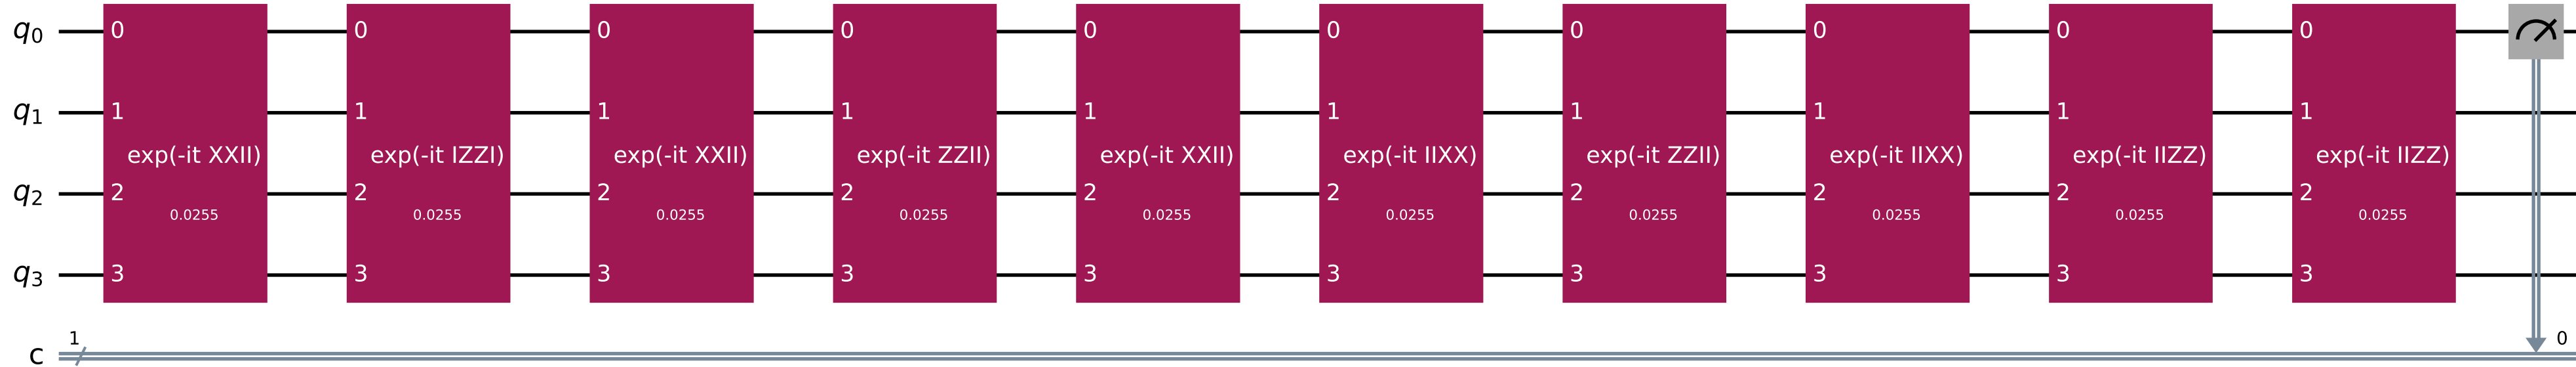 q0 0 0 0 0 0 0 0 0 0 0
q1 1 1 1 1 1 1 1 1 1 1
exp(-it XXII) exp(-it IZZI) exp(-it XXII) exp(-it ZZII) exp(-it XXII) exp(-it IIXX) exp(-it ZZII) exp(-it IIXX) exp(-it IIZZ) exp(-it IIZZ)
q2 2 2 2 2 2 2 2 2 2 2
0.0255 0.0255 0.0255 0.0255 0.0255 0.0255 0.0255 0.0255 0.0255 0.0255
q3 3 3 3 3 3 3 3 3 3 3
1 0
c